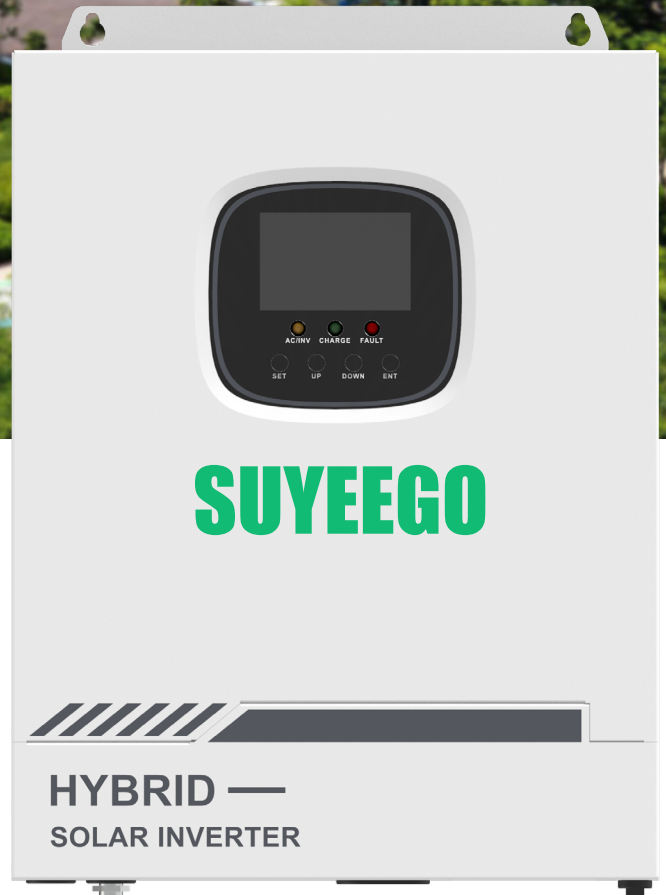 AC/INV CHARGE FAULT
SET UP DOWN ENT
SUYEEGO
HYBRID —
SOLAR INVERTER